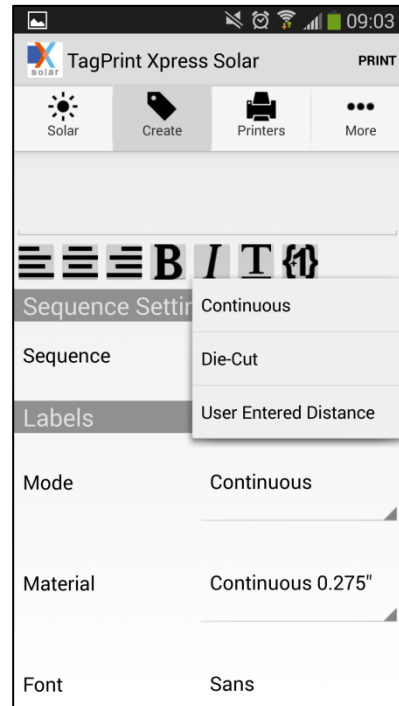 09:03
X
solar
TagPrint Xpress Solar
PRINT
Solar
Create
Printers
More
B I T {1}
Sequence Settin
Continuous
Sequence
Die-Cut
Labels
User Entered Distance
Mode
Continuous
Material
Continuous 0.275"
Font
Sans